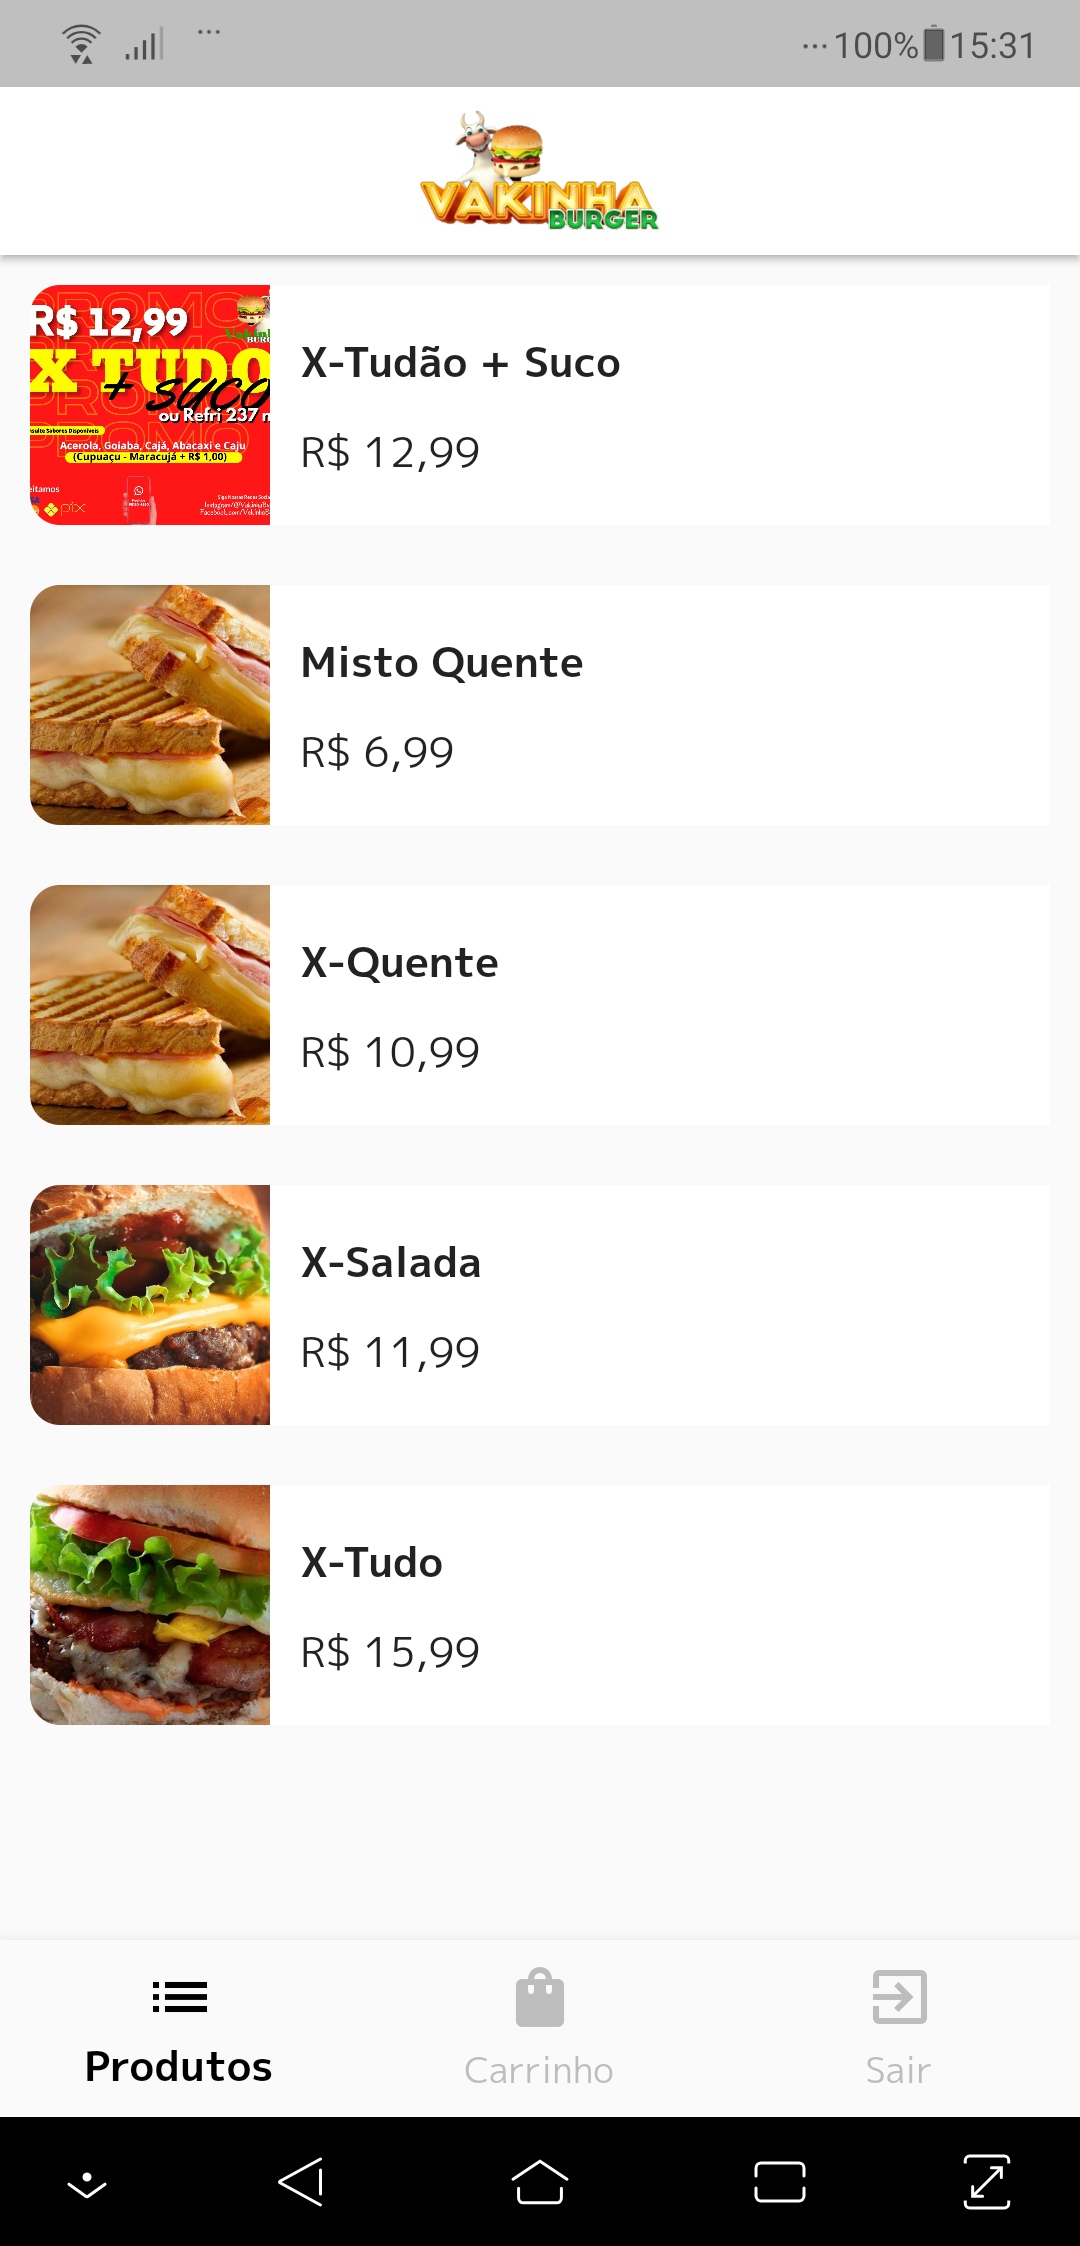 100% 15:31
VAKINHA
BURGER
R$ 12,99
X TUDO
+ SUCO
ou Refri 237 m
Acerola, Goiaba, Cajá, Abacaxi e Caju
(Cupuaçu - Maracujá + R$ 1,00)
pix
X-Tudão + Suco
R$ 12,99
Misto Quente
R$ 6,99
X-Quente
R$ 10,99
X-Salada
R$ 11,99
X-Tudo
R$ 15,99
Produtos
Carrinho
Sair